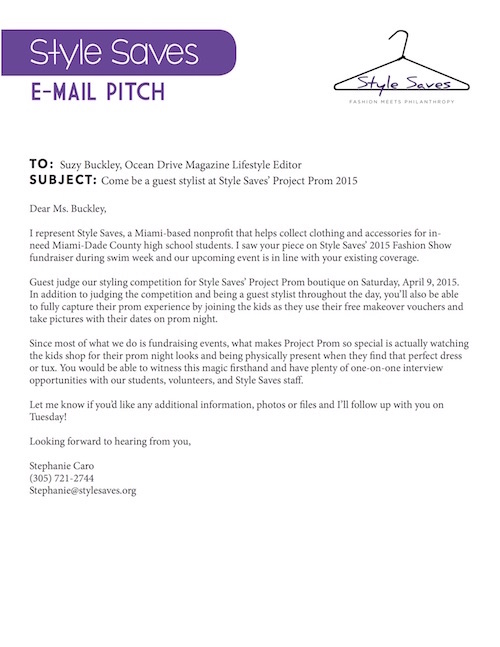 Style Saves
E-MAIL PITCH
Style Saves
FASHION MEETS PHILANTHROPY
TO: Suzy Buckley, Ocean Drive Magazine Lifestyle Editor
SUBJECT: Come be a guest stylist at Style Saves' Project Prom 2015
Dear Ms. Buckley,
I represent Style Saves, a Miami-based nonprofit that helps collect clothing and accessories for in-
need Miami-Dade County high school students. I saw your piece on Style Saves' 2015 Fashion Show
fundraiser during swim week and our upcoming event is in line with your existing coverage.
Guest judge our styling competition for Style Saves' Project Prom boutique on Saturday, April 9, 2015.
In addition to judging the competition and being a guest stylist throughout the day, you'll also be able
to fully capture their prom experience by joining the kids as they use their free makeover vouchers and
take pictures with their dates on prom night.
Since most of what we do is fundraising events, what makes Project Prom so special is actually watching
the kids shop for their prom night looks and being physically present when they find that perfect dress
or tux. You would be able to witness this magic firsthand and have plenty of one-on-one interview
opportunities with our students, volunteers, and Style Saves staff.
Let me know if you'd like any additional information, photos or files and I'll follow up with you on
Tuesday!
Looking forward to hearing from you,
Stephanie Caro
(305) 721-2744
Stephanie@stylesaves.org